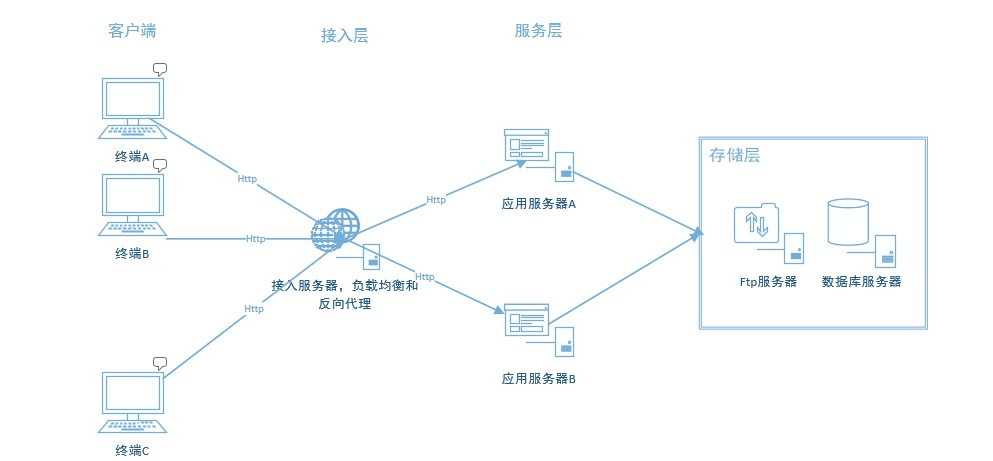 客户端
接入层
服务层
终端A
Http
终端B
Http
Http
终端C
接入服务器，负载均衡和
反向代理
Http
Http
应用服务器A
应用服务器B
存储层
Ftp服务器
数据库服务器